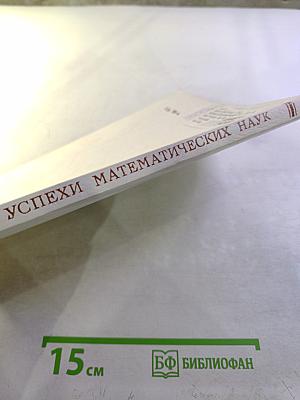 УСПЕХИ МАТЕМАТИЧЕСКИХ НАУК
15 см
БФ БИБЛИОФАН